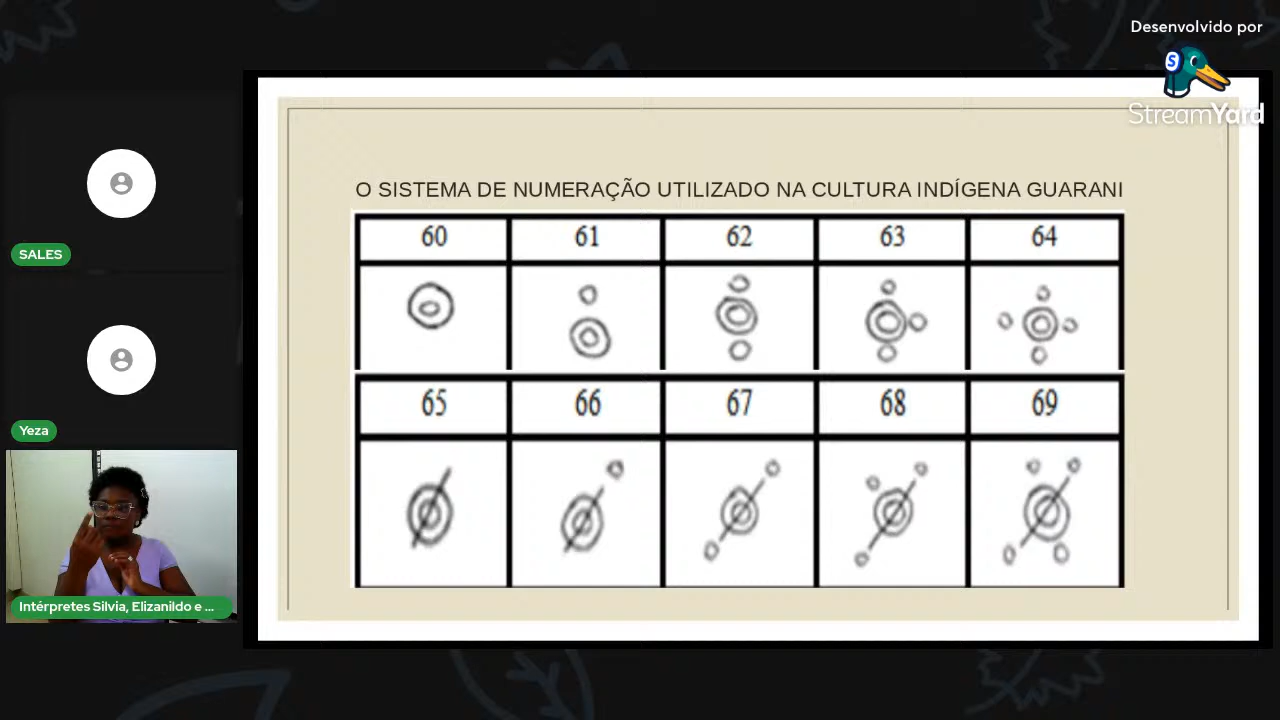 Desenvolvido por
StreamYard
O SISTEMA DE NUMERAÇÃO UTILIZADO NA CULTURA INDÍGENA GUARANI
60 61 62 63 64
65 66 67 68 69
SALES
Yeza
Intérpretes Silvia, Elizanildo e ...